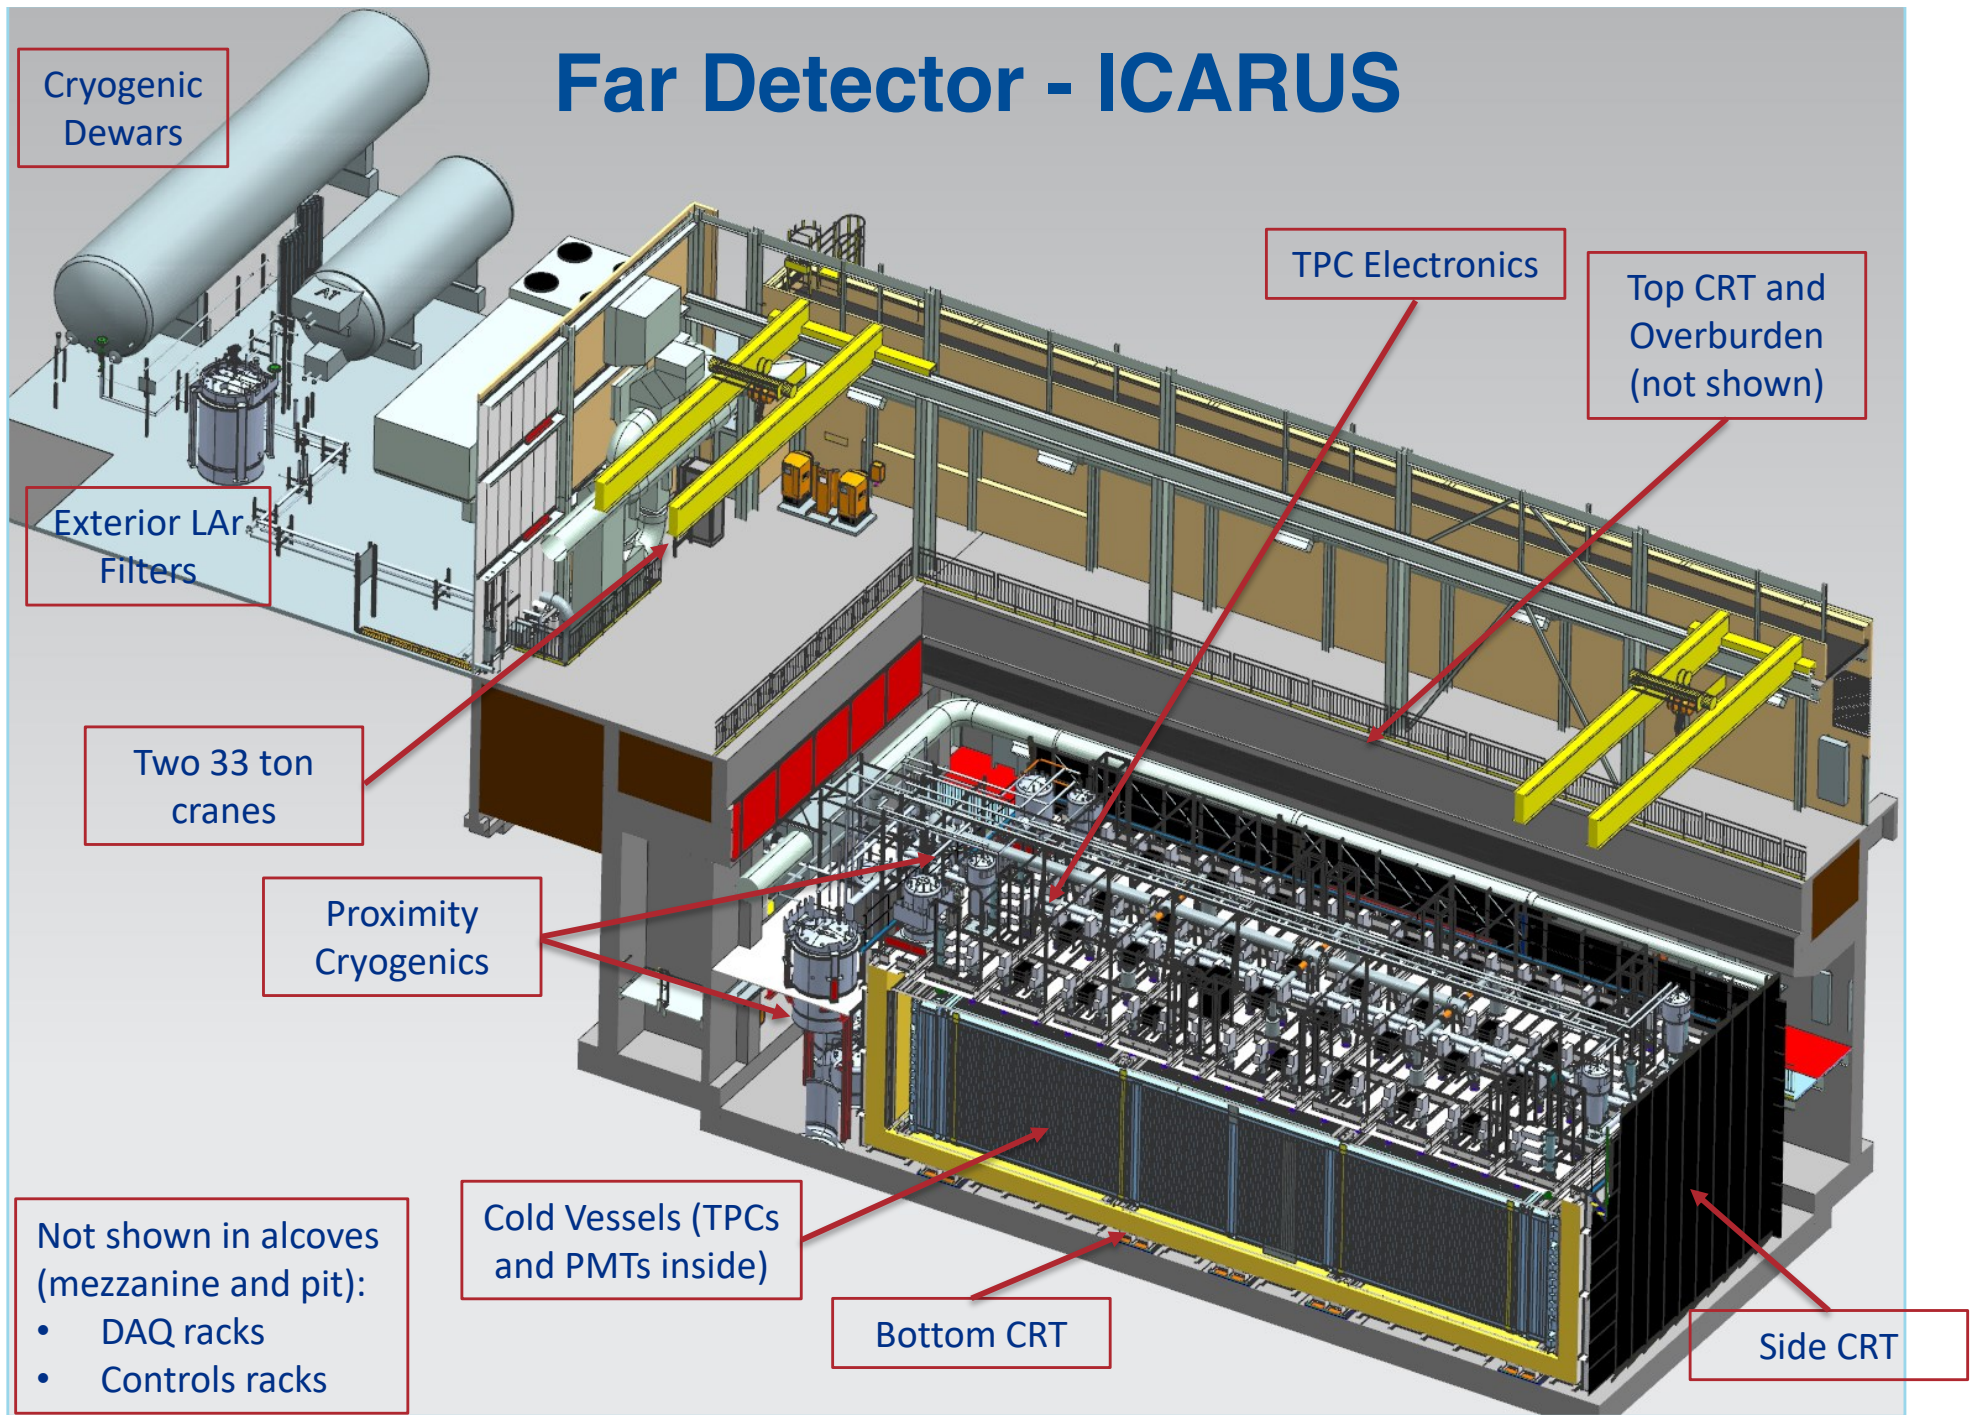 Far Detector - ICARUS
Cryogenic
Dewars
AT
TPC Electronics
Top CRT and
Overburden
(not shown)
Exterior LAr
Filters
Two 33 ton
cranes
Proximity
Cryogenics
Cold Vessels (TPCs
and PMTs inside)
Bottom CRT
Side CRT
Not shown in alcoves
(mezzanine and pit):
• DAQ racks
• Controls racks